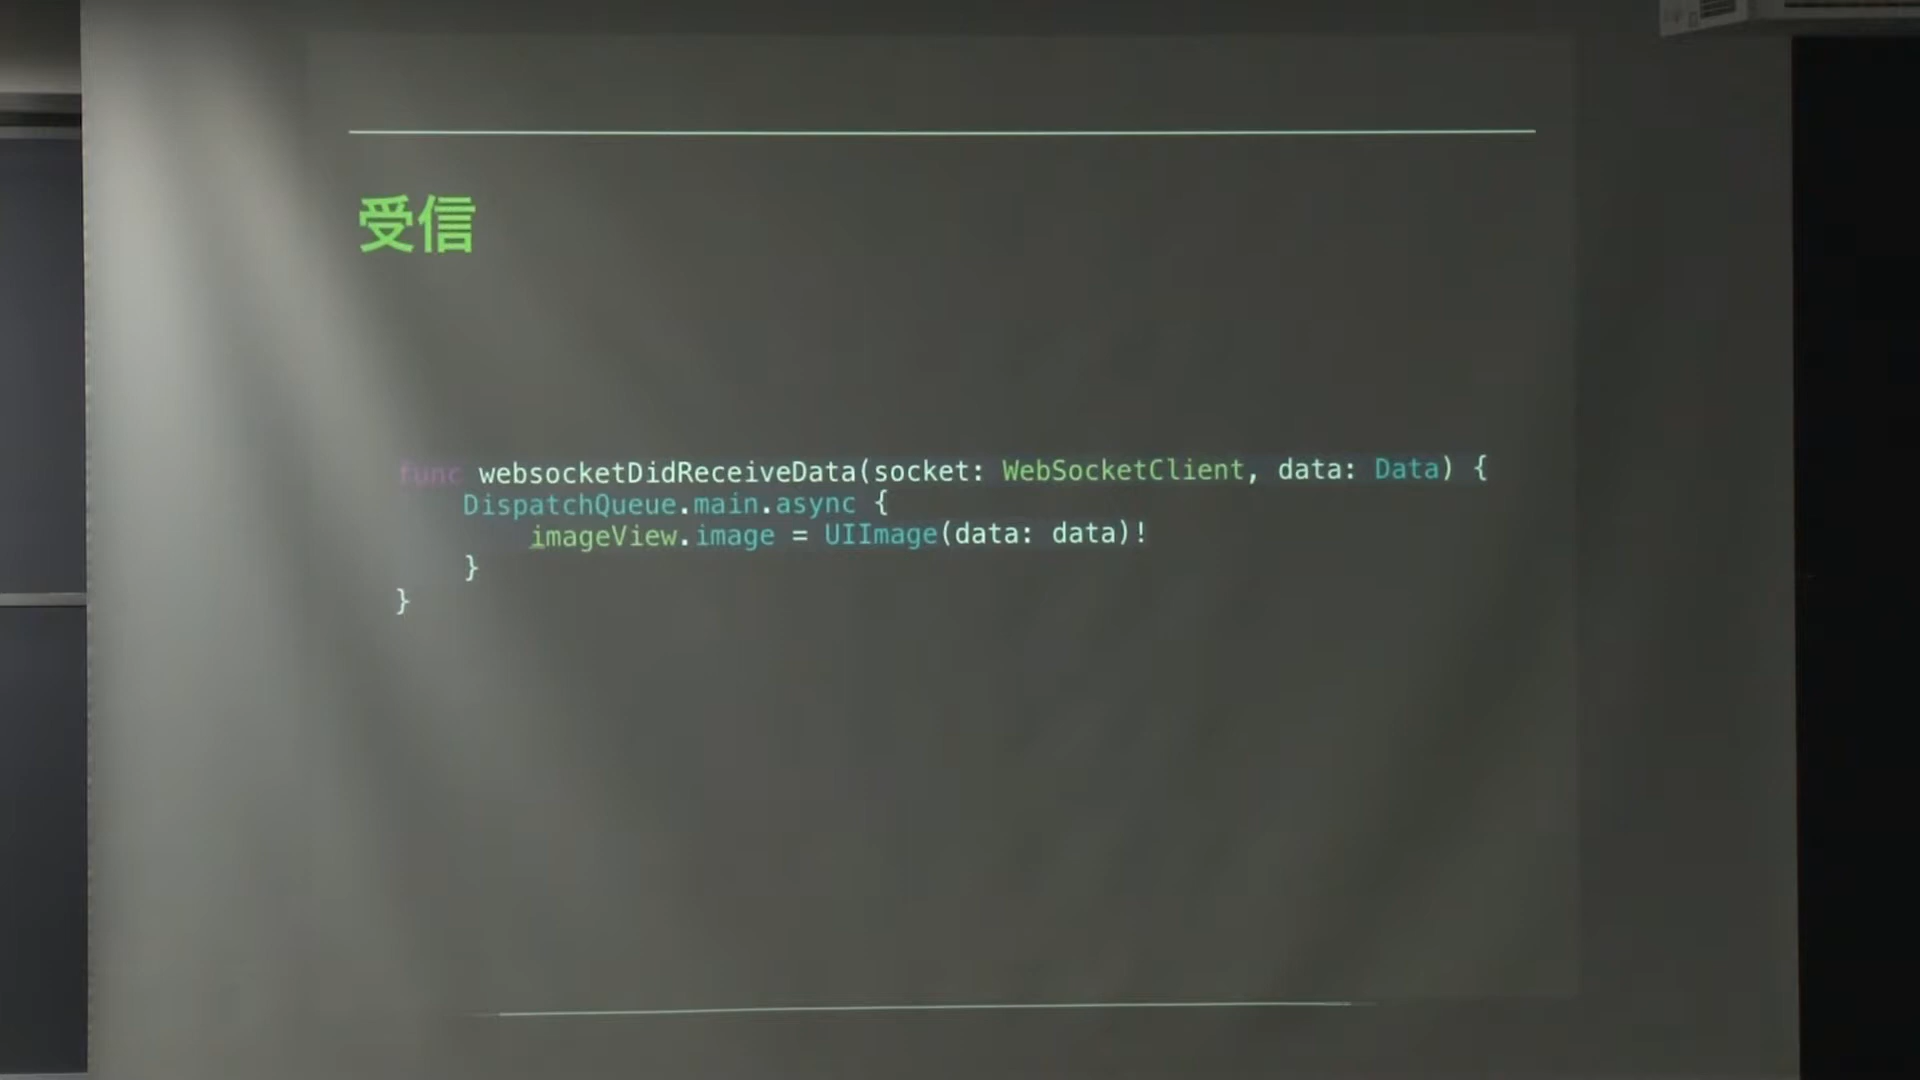 受信
func websocketDidReceiveData(socket: WebSocketClient, data: Data) {
    DispatchQueue.main.async {
        imageView.image = UIImage(data: data)!
    }
}